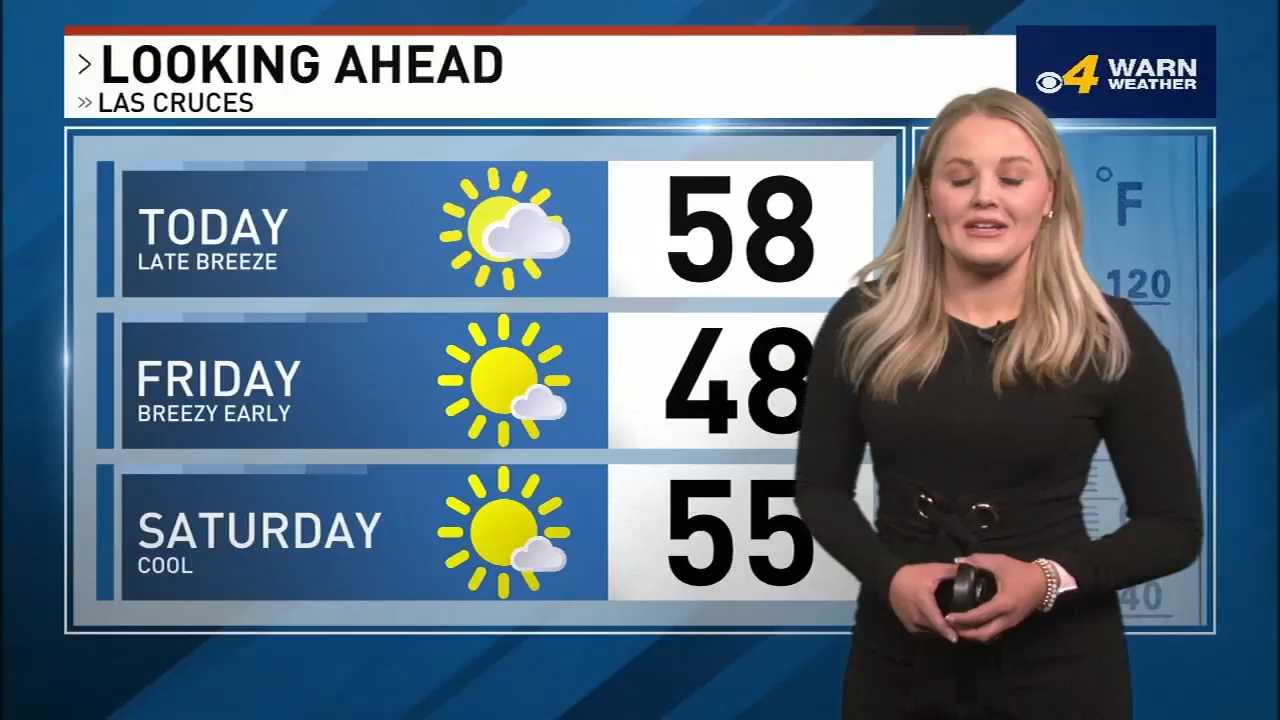 > LOOKING AHEAD
» LAS CRUCES
4 WARN
WEATHER
TODAY
LATE BREEZE
58
°F
120
FRIDAY
BREEZY EARLY
48
SATURDAY
COOL
55
40